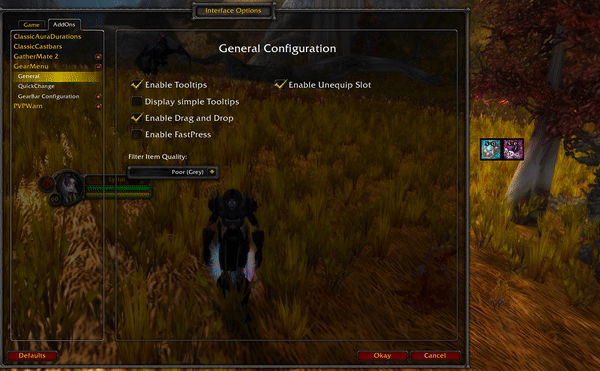 Interface Options
Game
AddOns
ClassicAuraDurations
ClassicCastbars
GatherMate 2
GearMenu
General
QuickChange
GearBar Configuration
PVPWarn
General Configuration
Enable Tooltips
Enable Unequip Slot
Display simple Tooltips
Enable Drag and Drop
Enable FastPress
Filter Item Quality:
Poor (Grey)
60
Defaults
Okay
Cancel